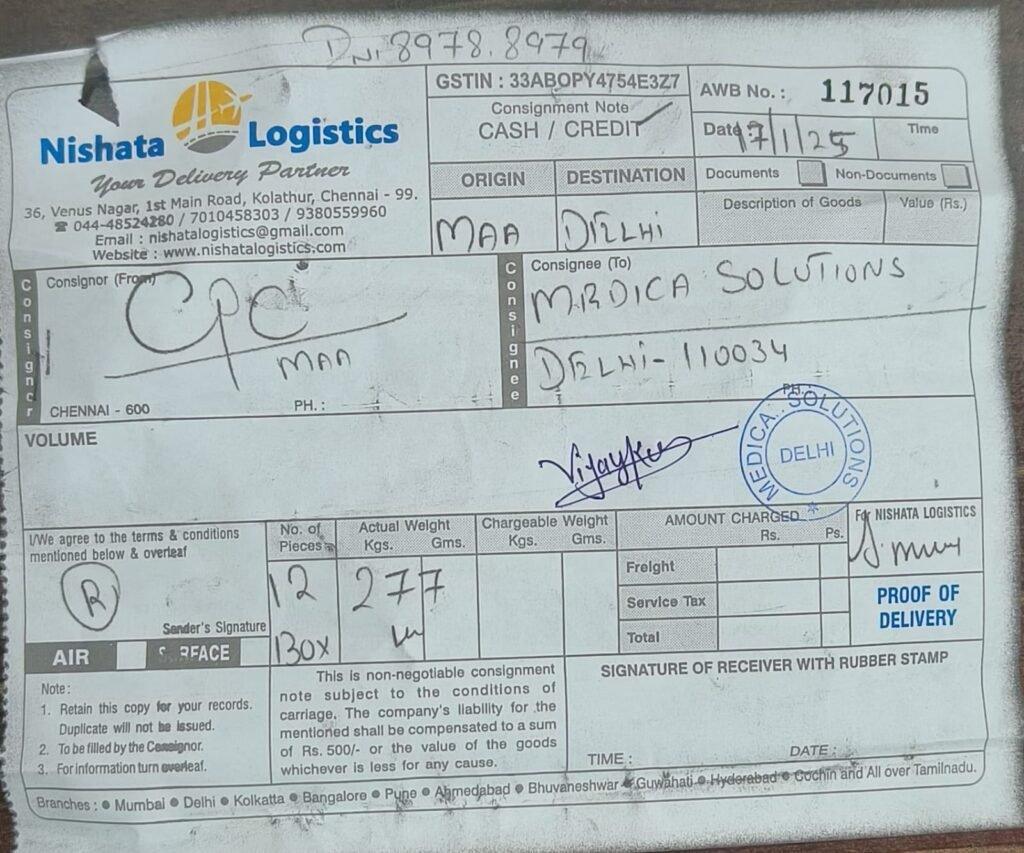 8978.8979
Nishata Logistics
Your Delivery Partner
36, Venus Nagar, 1st Main Road, Kolathur, Chennai - 99.
☎ 044-48524280 / 7010458303 / 9380559960
Email : nishatalogistics@gmail.com
Website : www.nishatalogistics.com
GSTIN : 33ABOPY4754E3Z7
Consignment Note
CASH / CREDIT
AWB No. : 117015
Date 17/1/25 Time
ORIGIN DESTINATION
MAA DELHI
Documents Non-Documents
Description of Goods Value (Rs.)
Consignor
Consignor (From)
CPC
MAA
CHENNAI - 600 PH. :
Consignee
Consignee (To)
MEDICA SOLUTIONS
DELHI - 110034
PH.:
VOLUME
Vijayku
MEDICA SOLUTIONS
DELHI
I/We agree to the terms & conditions
mentioned below & overleaf
R
Sender's Signature
AIR SURFACE
No. of Pieces
12
BOX
Actual Weight
Kgs. Gms.
277
Chargeable Weight
Kgs. Gms.
AMOUNT CHARGED
Rs. Ps.
Freight
Service Tax
Total
For NISHATA LOGISTICS
PROOF OF
DELIVERY
Note :
1. Retain this copy for your records.
Duplicate will not be issued.
2. To be filled by the Consignor.
3. For information turn overleaf.
This is non-negotiable consignment
note subject to the conditions of
carriage. The company's liability for the
mentioned shall be compensated to a sum
of Rs. 500/- or the value of the goods
whichever is less for any cause.
SIGNATURE OF RECEIVER WITH RUBBER STAMP
TIME : DATE :
Branches : ● Mumbai ● Delhi ● Kolkatta ● Bangalore ● Pune ● Ahmedabad ● Bhuvaneshwar ● Guwahati ● Hyderabad ● Cochin and All over Tamilnadu.